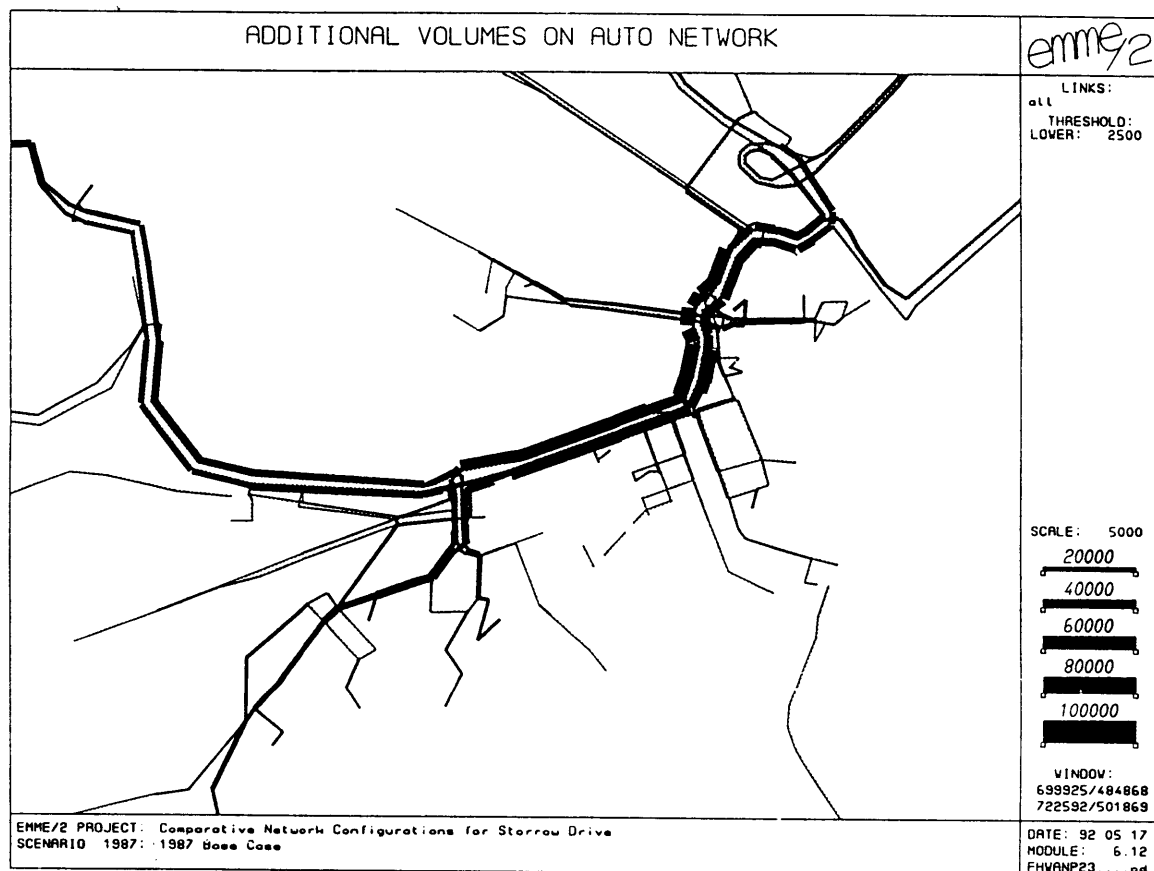 ADDITIONAL VOLUMES ON AUTO NETWORK
emme/2
LINKS:
all
THRESHOLD:
LOWER: 2500
SCALE: 5000
20000
40000
60000
80000
100000
WINDOW:
699925/484868
722592/501869
EMME/2 PROJECT: Comparative Network Configurations for Storrow Drive
SCENARIO 1987: 1987 Base Case
DATE: 92 05 17
MODULE: 6.12